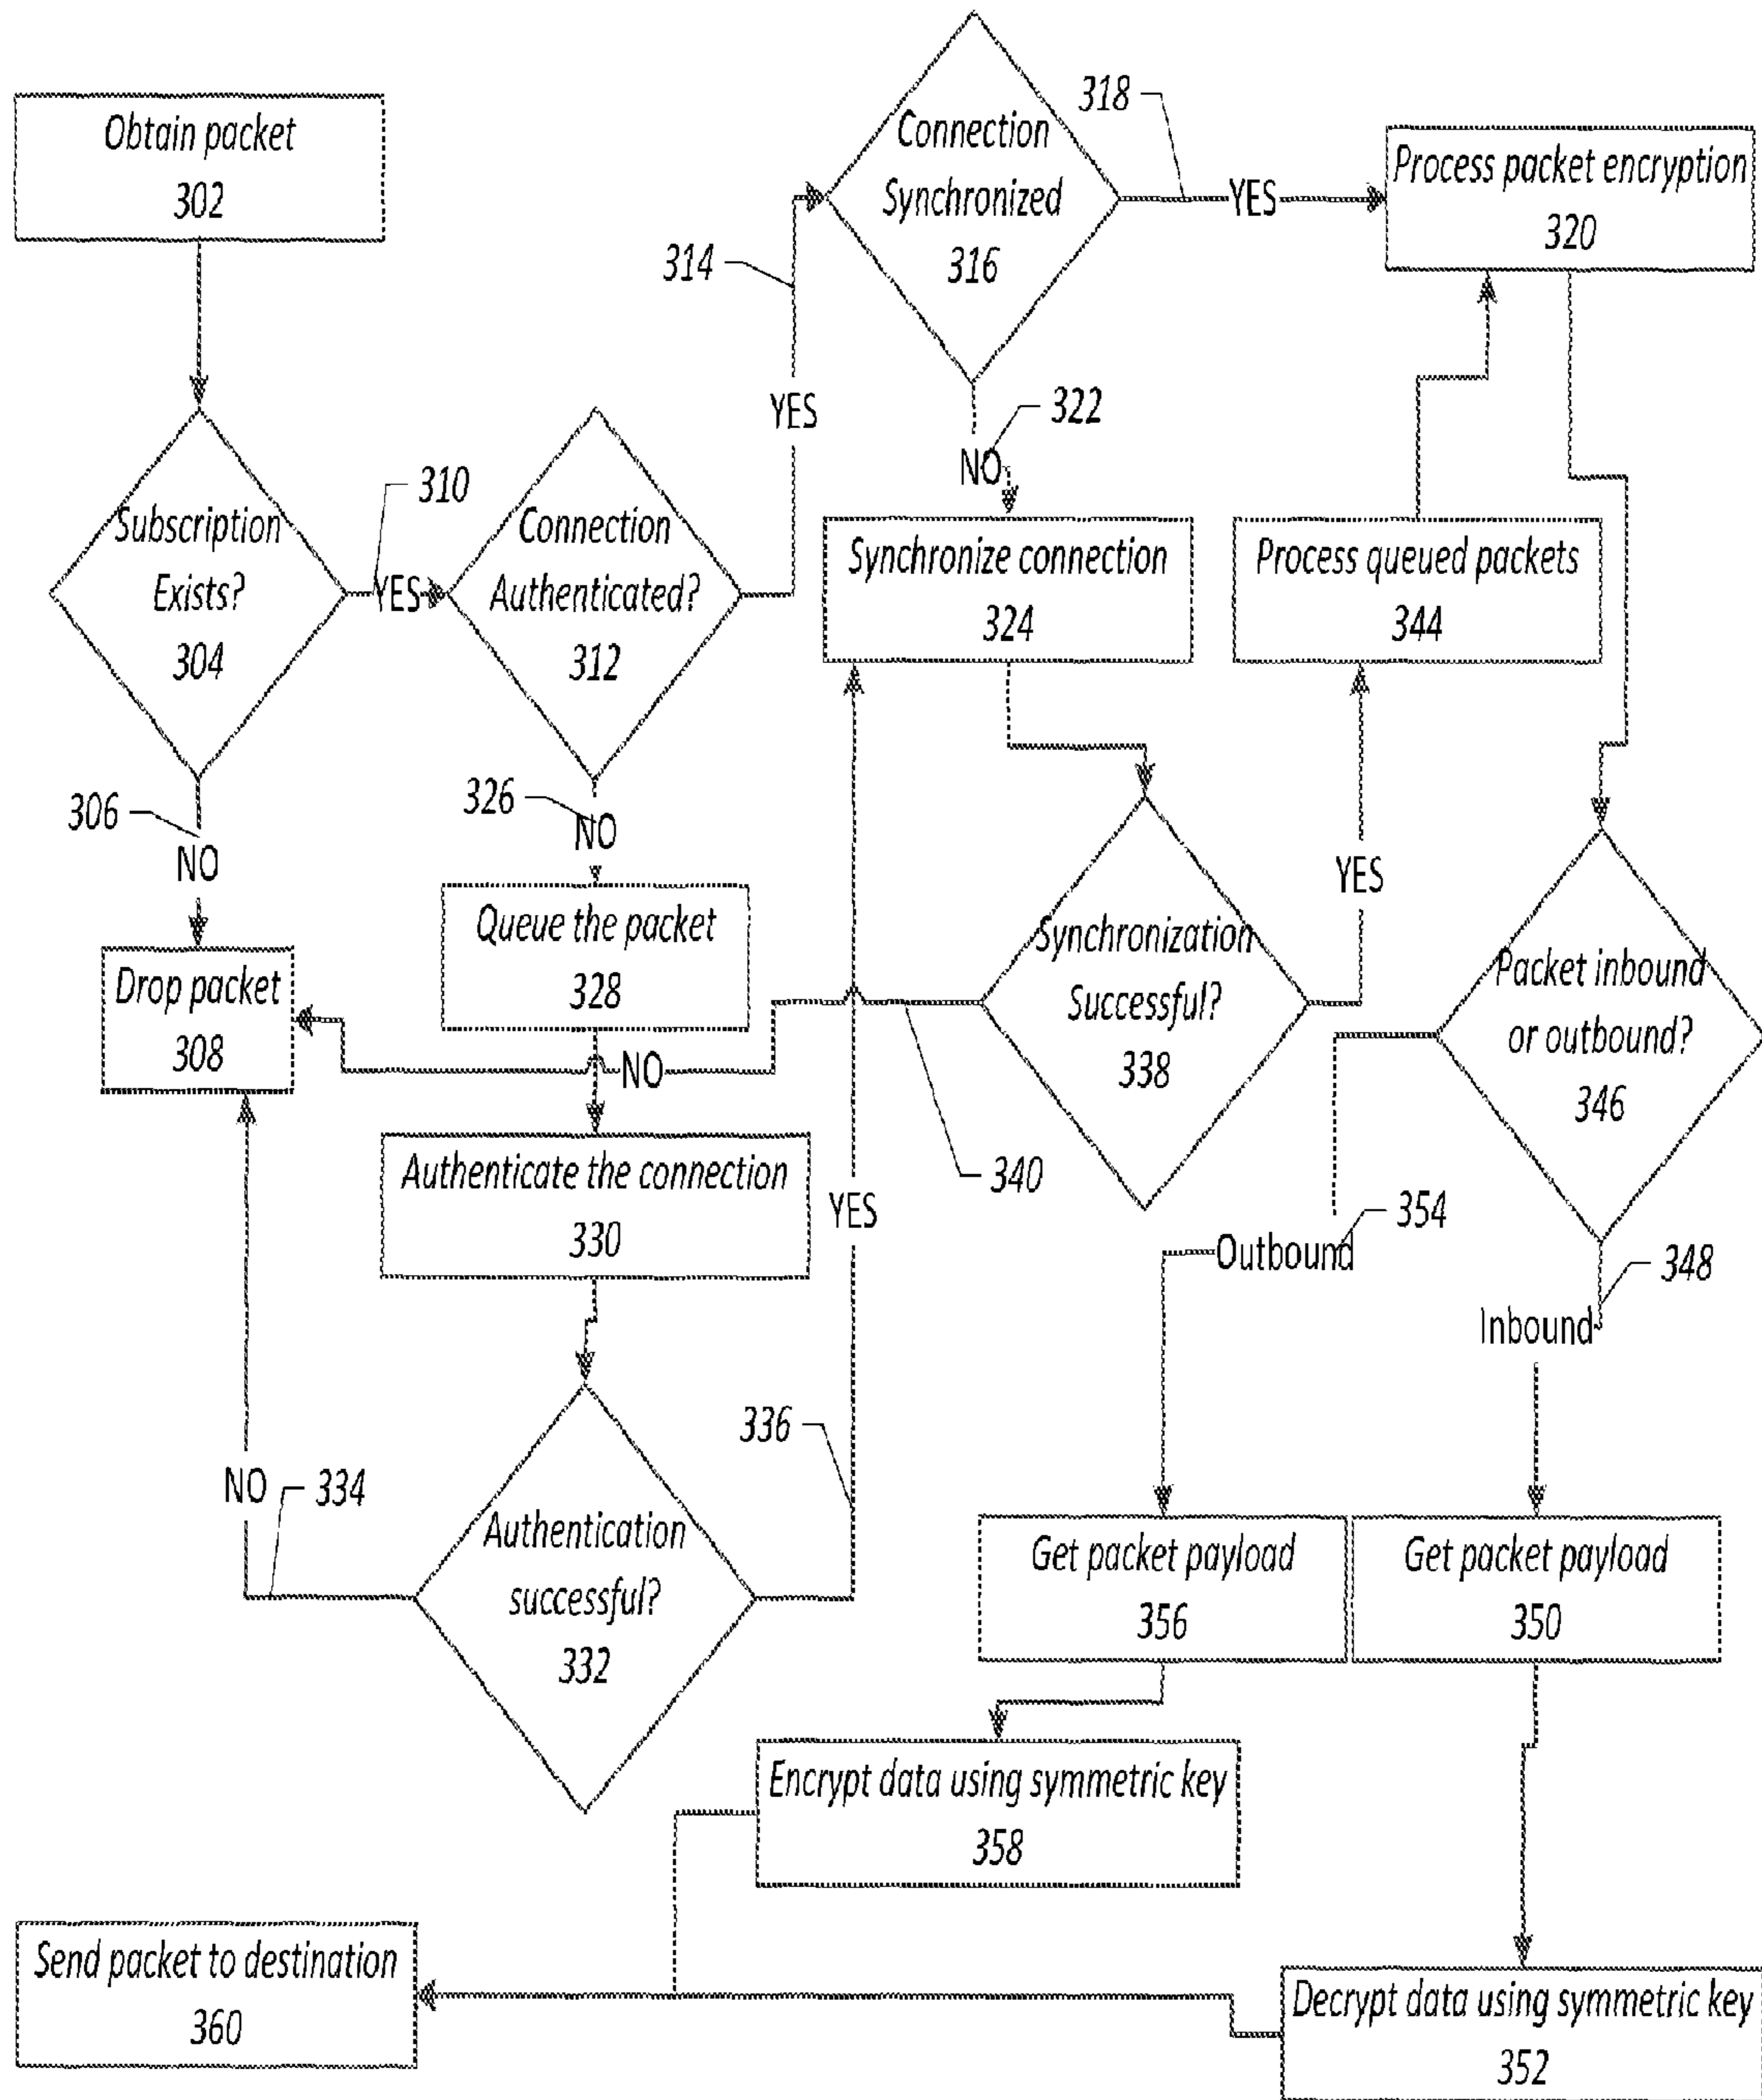 Obtain packet
302
Subscription
Exists?
304
306
NO
Drop packet
308
310
YES
Connection
Authenticated?
312
314
YES
Connection
Synchronized
316
318
YES
Process packet encryption
320
322
NO
Synchronize connection
324
326
NO
Queue the packet
328
Authenticate the connection
330
Authentication
successful?
332
NO
334
336
YES
Synchronization
Successful?
338
340
NO
YES
Process queued packets
344
Packet inbound
or outbound?
346
348
Inbound
Get packet payload
350
Decrypt data using symmetric key
352
354
Outbound
Get packet payload
356
Encrypt data using symmetric key
358
Send packet to destination
360